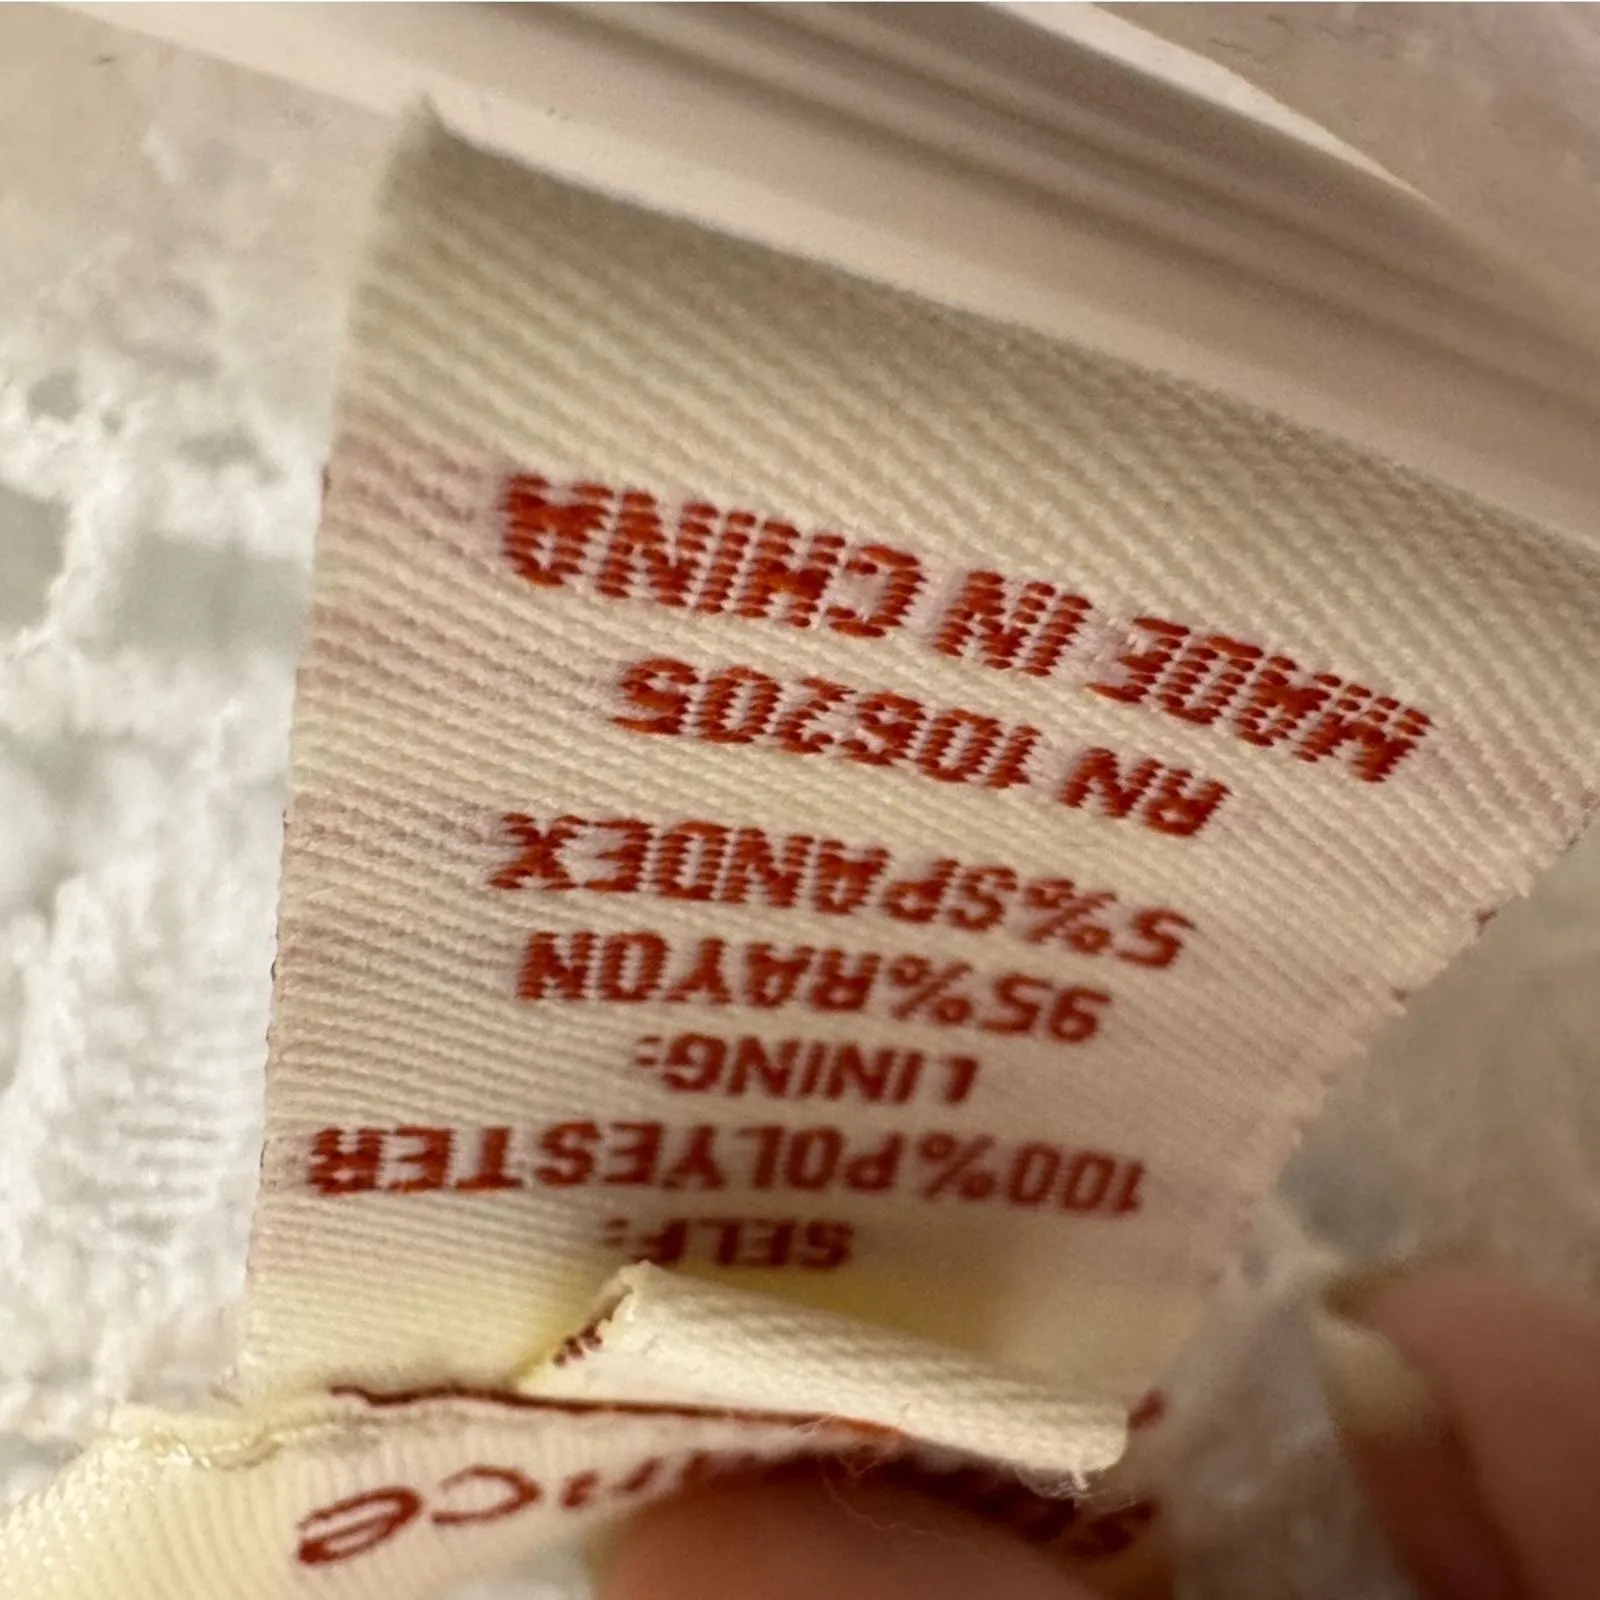 SELF:
100%POLYESTER
LINING:
95%RAYON
5%SPANDEX
RN 106205
MADE IN CHINA